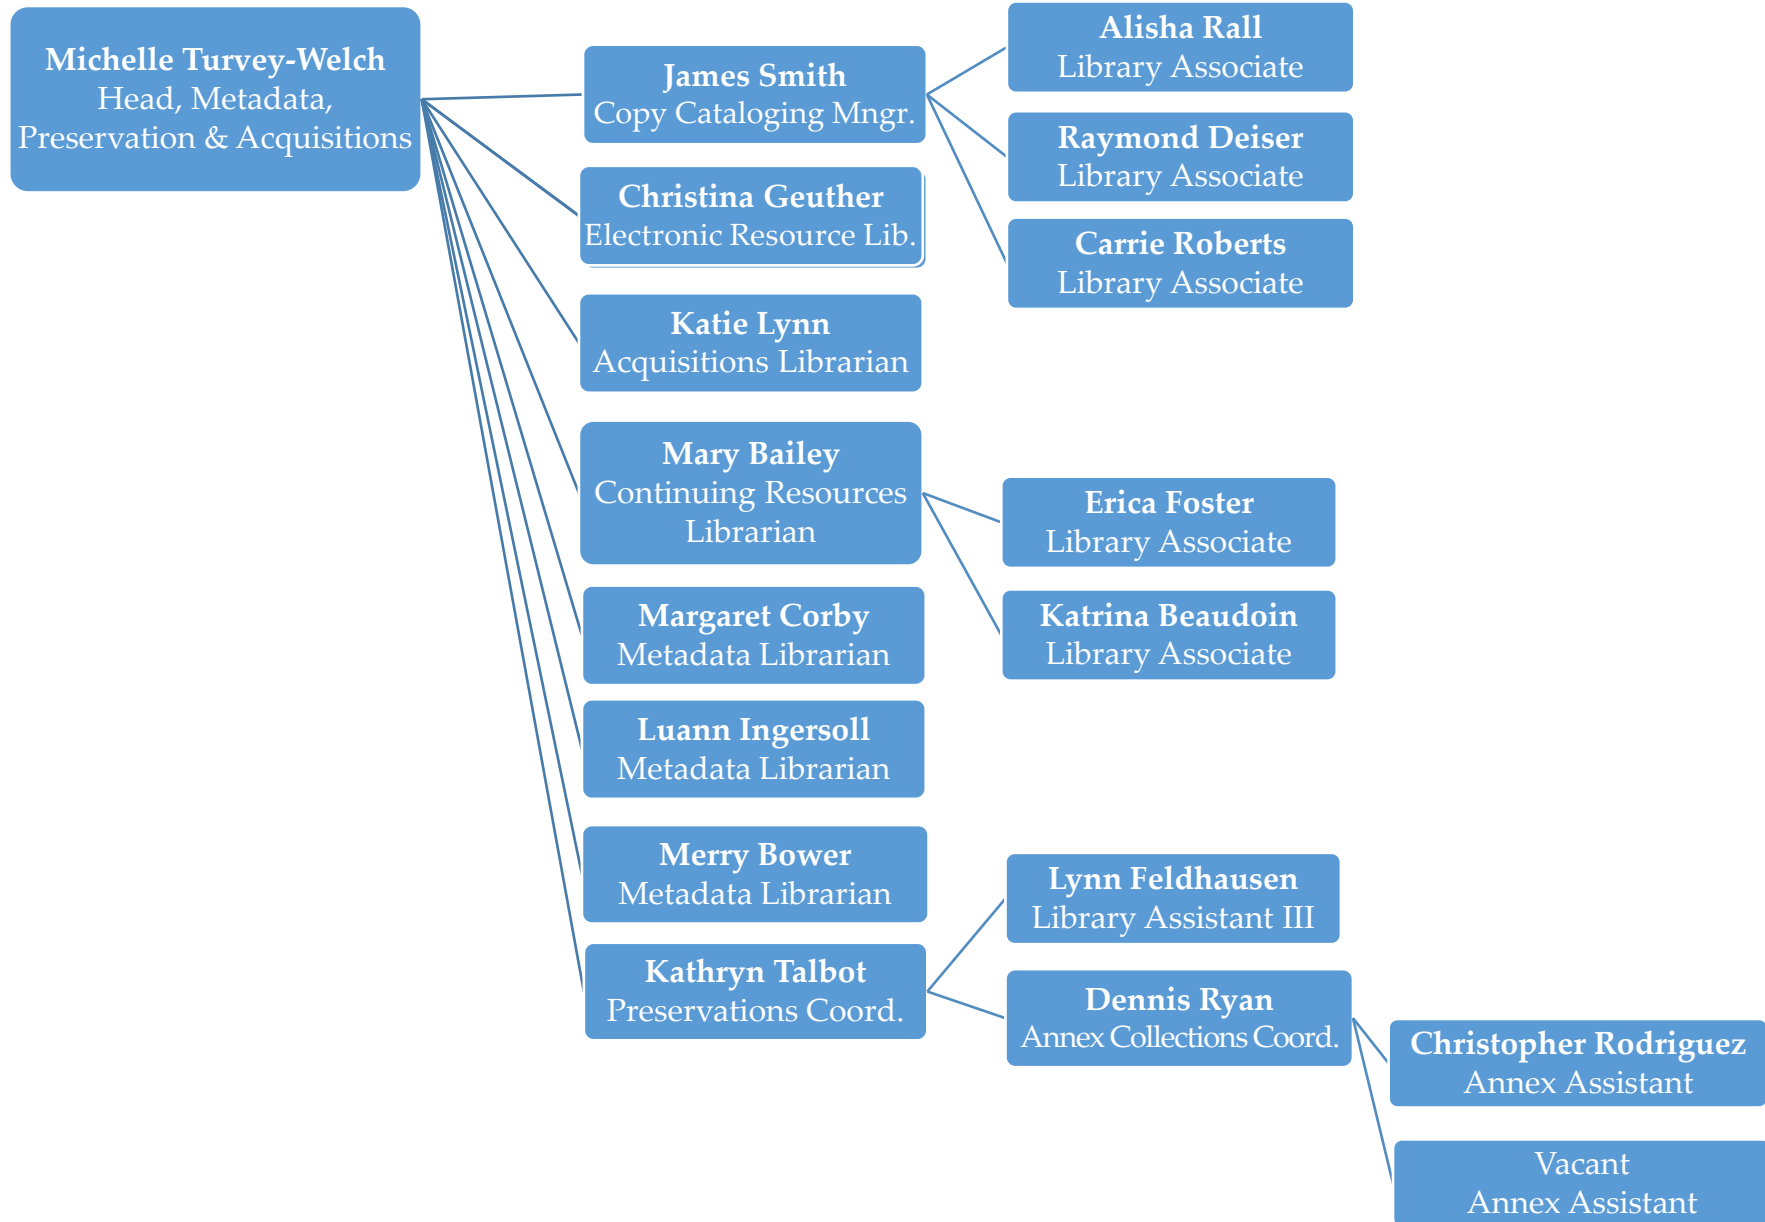 Michelle Turvey-Welch
Head, Metadata,
Preservation & Acquisitions
James Smith
Copy Cataloging Mngr.
Alisha Rall
Library Associate
Raymond Deiser
Library Associate
Carrie Roberts
Library Associate
Christina Geuther
Electronic Resource Lib.
Katie Lynn
Acquisitions Librarian
Mary Bailey
Continuing Resources
Librarian
Erica Foster
Library Associate
Katrina Beaudoin
Library Associate
Margaret Corby
Metadata Librarian
Luann Ingersoll
Metadata Librarian
Merry Bower
Metadata Librarian
Kathryn Talbot
Preservations Coord.
Lynn Feldhausen
Library Assistant III
Dennis Ryan
Annex Collections Coord.
Christopher Rodriguez
Annex Assistant
Vacant
Annex Assistant